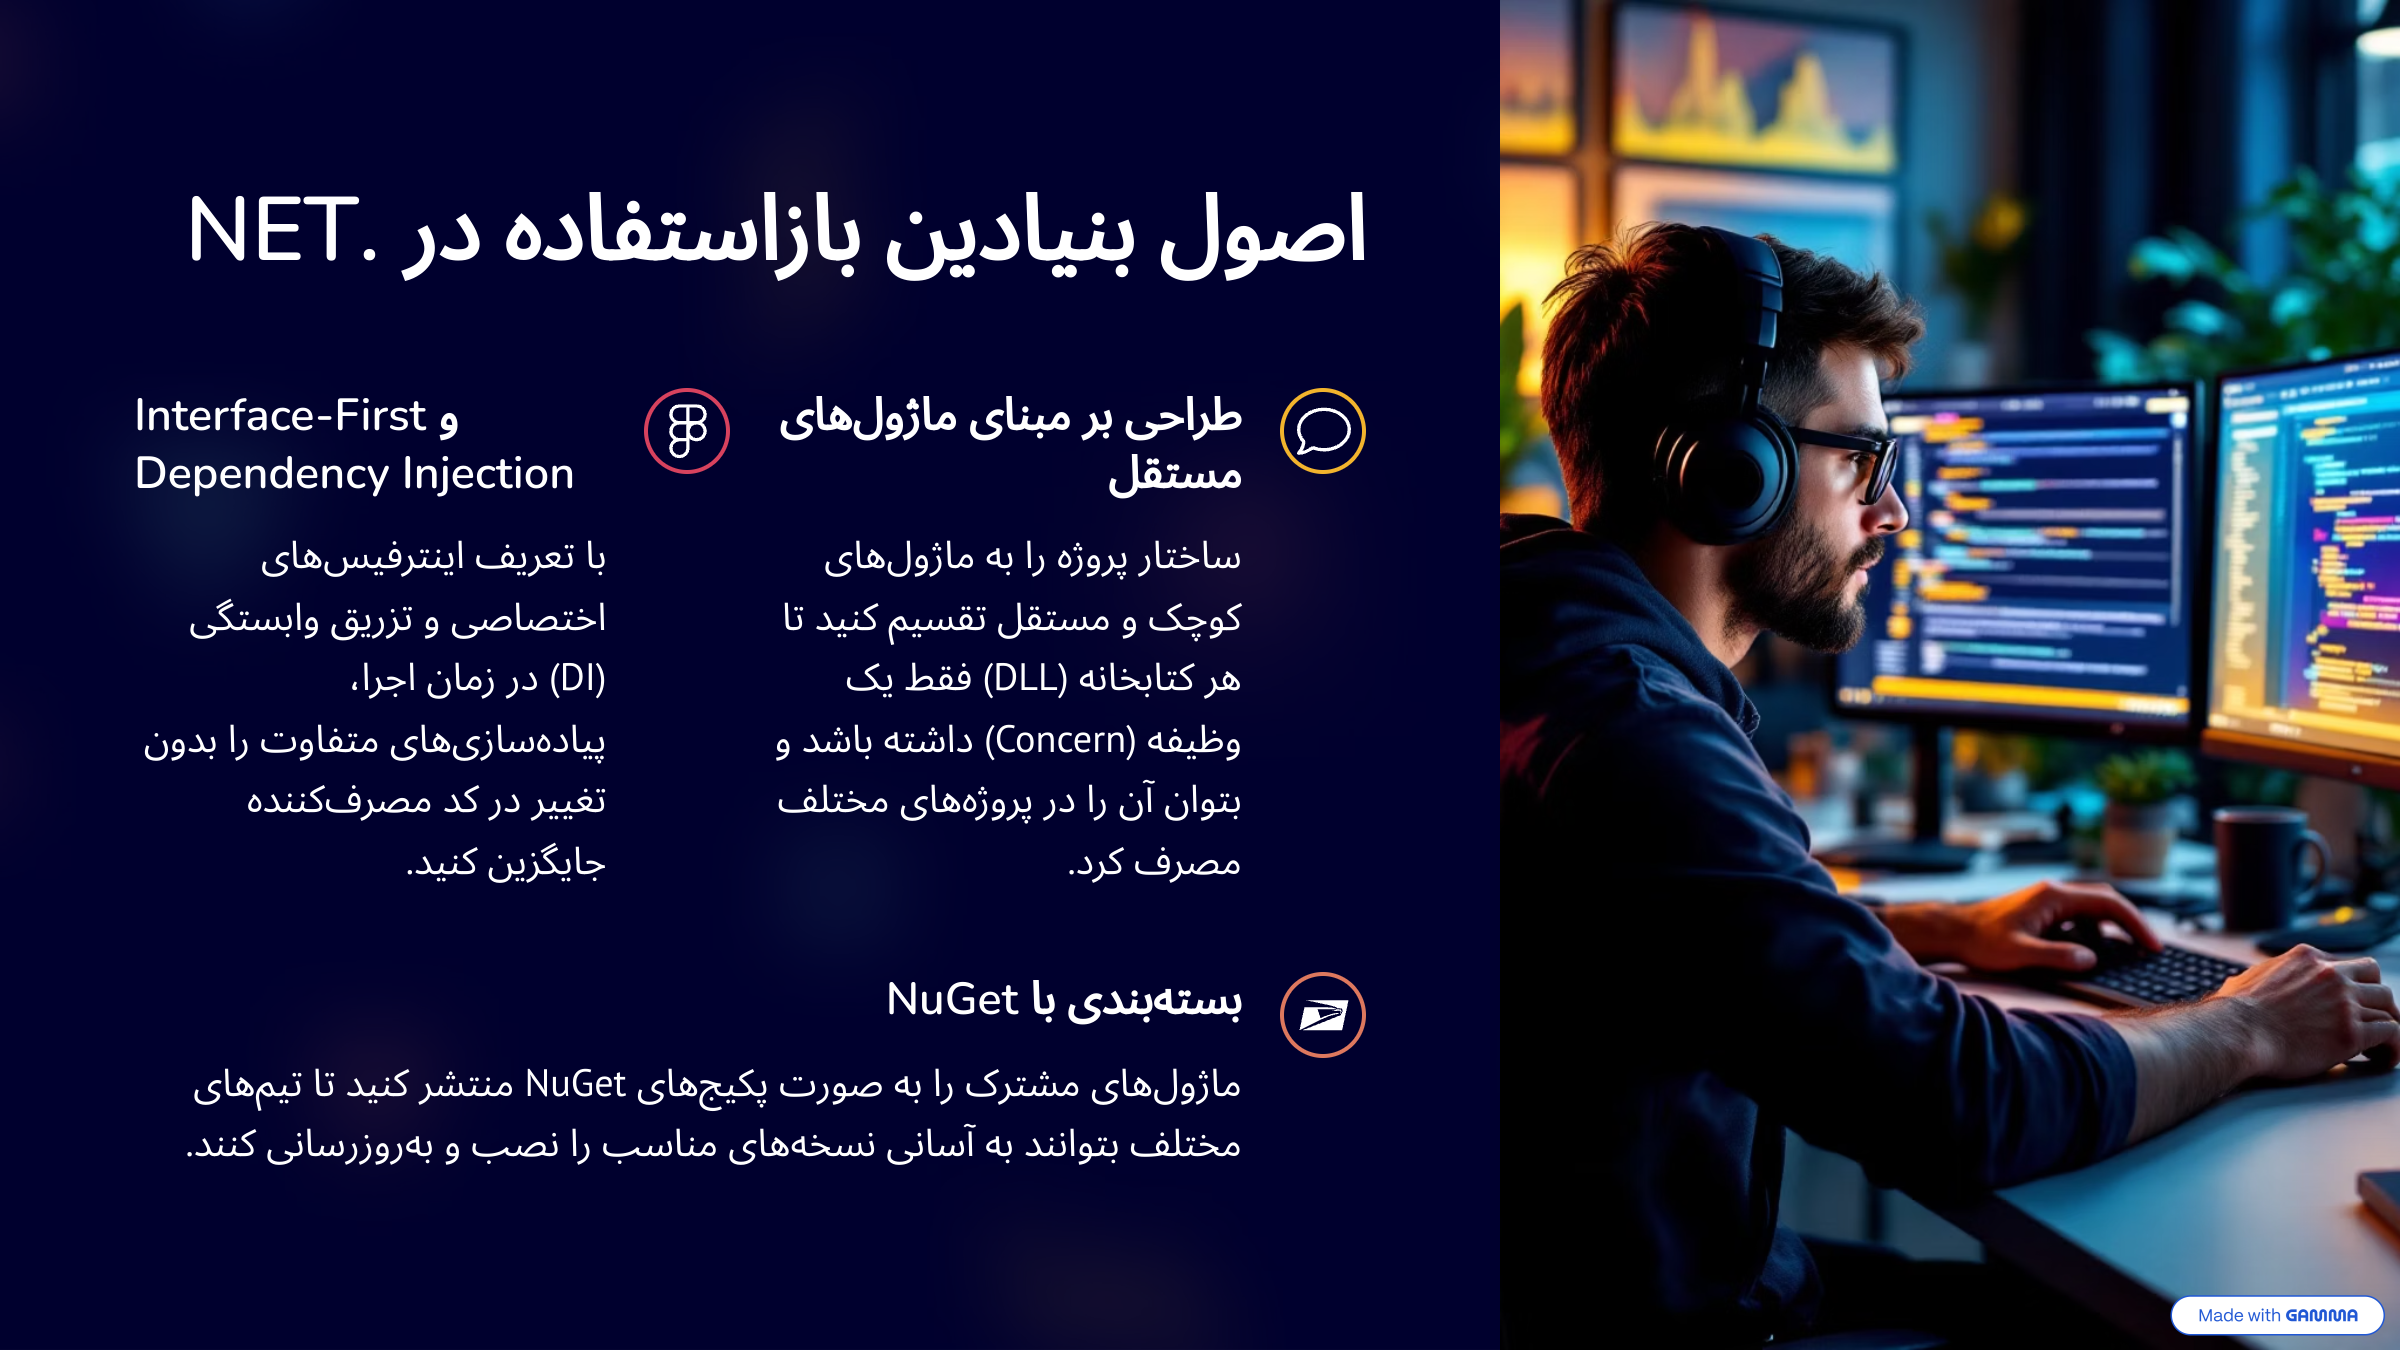 اصول بنیادین بازاستفاده در .NET
طراحی بر مبنای ماژول‌های
مستقل
ساختار پروژه را به ماژول‌های
کوچک و مستقل تقسیم کنید تا
هر کتابخانه (DLL) فقط یک
وظیفه (Concern) داشته باشد و
بتوان آن را در پروژه‌های مختلف
مصرف کرد.
Interface-First و
Dependency Injection
با تعریف اینترفیس‌های
اختصاصی و تزریق وابستگی
(DI) در زمان اجرا،
پیاده‌سازی‌های متفاوت را بدون
تغییر در کد مصرف‌کننده
جایگزین کنید.
بسته‌بندی با NuGet
ماژول‌های مشترک را به صورت پکیج‌های NuGet منتشر کنید تا تیم‌های
مختلف بتوانند به آسانی نسخه‌های مناسب را نصب و به‌روزرسانی کنند.
Made with GAMMA